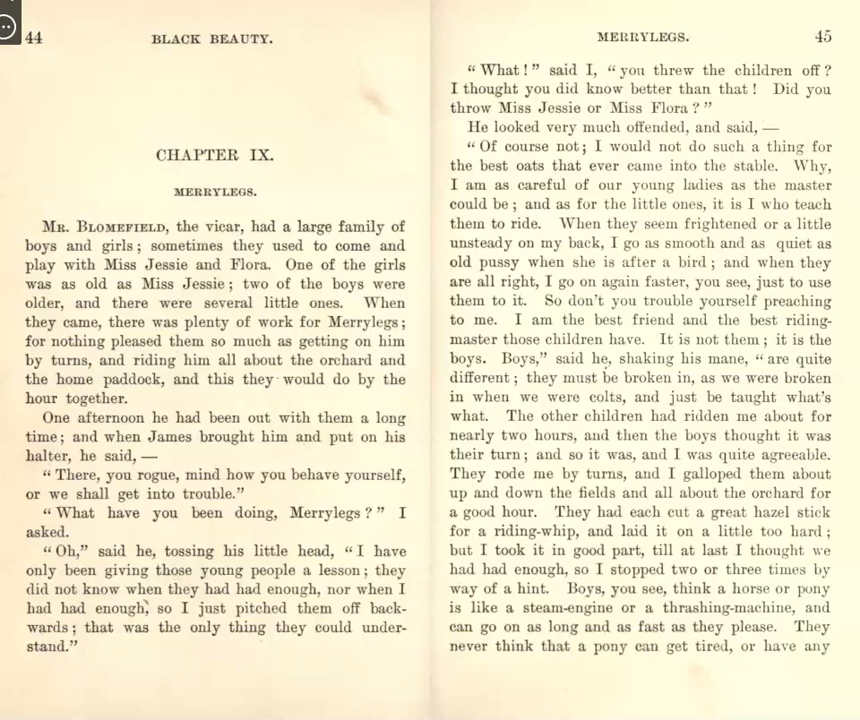 44
BLACK BEAUTY.
CHAPTER IX.
MERRYLEGS.
MR. BLOMEFIELD, the vicar, had a large family of
boys and girls; sometimes they used to come and
play with Miss Jessie and Flora. One of the girls
was as old as Miss Jessie; two of the boys were
older, and there were several little ones. When
they came, there was plenty of work for Merrylegs;
for nothing pleased them so much as getting on him
by turns, and riding him all about the orchard and
the home paddock, and this they would do by the
hour together.
One afternoon he had been out with them a long
time; and when James brought him and put on his
halter, he said, —
“ There, you rogue, mind how you behave yourself,
or we shall get into trouble.”
“ What have you been doing, Merrylegs ? ” I
asked.
“ Oh,” said he, tossing his little head, “ I have
only been giving those young people a lesson; they
did not know when they had had enough, nor when I
had had enough, so I just pitched them off back-
wards; that was the only thing they could under-
stand.”
MERRYLEGS.
45
“ What! ” said I, “ you threw the children off?
I thought you did know better than that! Did you
throw Miss Jessie or Miss Flora ? ”
He looked very much offended, and said, —
“ Of course not; I would not do such a thing for
the best oats that ever came into the stable. Why,
I am as careful of our young ladies as the master
could be; and as for the little ones, it is I who teach
them to ride. When they seem frightened or a little
unsteady on my back, I go as smooth and as quiet as
old pussy when she is after a bird; and when they
are all right, I go on again faster, you see, just to use
them to it. So don't you trouble yourself preaching
to me. I am the best friend and the best riding-
master those children have. It is not them; it is the
boys. Boys,” said he, shaking his mane, “ are quite
different; they must be broken in, as we were broken
in when we were colts, and just be taught what's
what. The other children had ridden me about for
nearly two hours, and then the boys thought it was
their turn; and so it was, and I was quite agreeable.
They rode me by turns, and I galloped them about
up and down the fields and all about the orchard for
a good hour. They had each cut a great hazel stick
for a riding-whip, and laid it on a little too hard;
but I took it in good part, till at last I thought we
had had enough, so I stopped two or three times by
way of a hint. Boys, you see, think a horse or pony
is like a steam-engine or a thrashing-machine, and
can go on as long and as fast as they please. They
never think that a pony can get tired, or have any